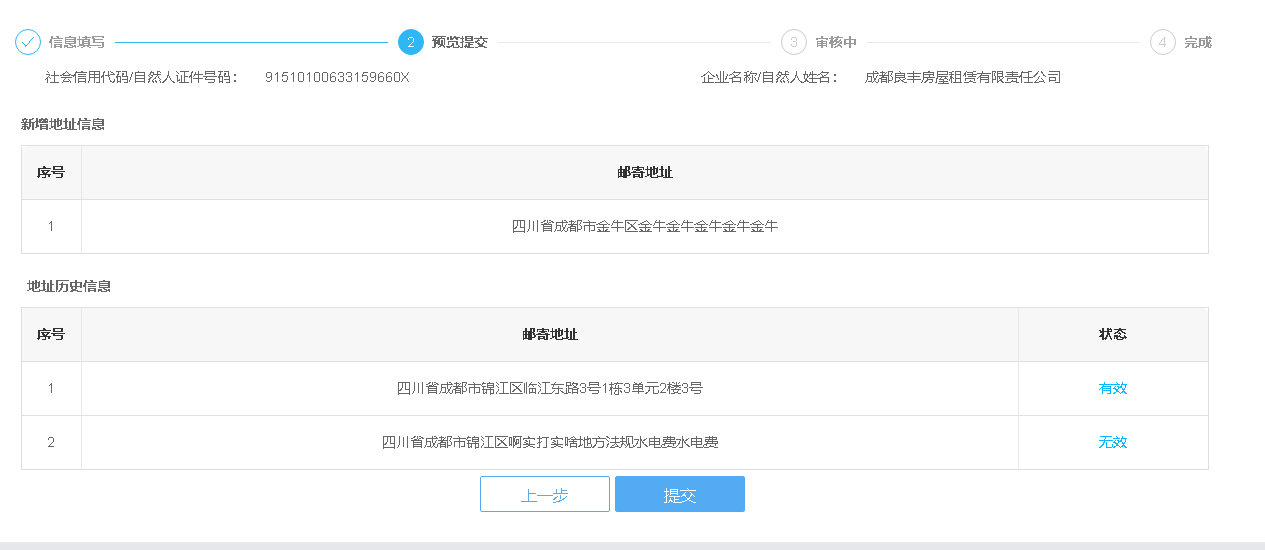 信息填写 2 预览提交 3 审核中 4 完成
社会信用代码/自然人证件号码： 91510100633159660X 企业名称/自然人姓名： 成都良丰房屋租赁有限责任公司
新增地址信息
序号 邮寄地址
1 四川省成都市金牛区金牛金牛金牛金牛金牛
地址历史信息
序号 邮寄地址 状态
1 四川省成都市锦江区临江东路3号1栋3单元2楼3号 有效
2 四川省成都市锦江区啊实打实啥地方法规水电费水电费 无效
上一步 提交